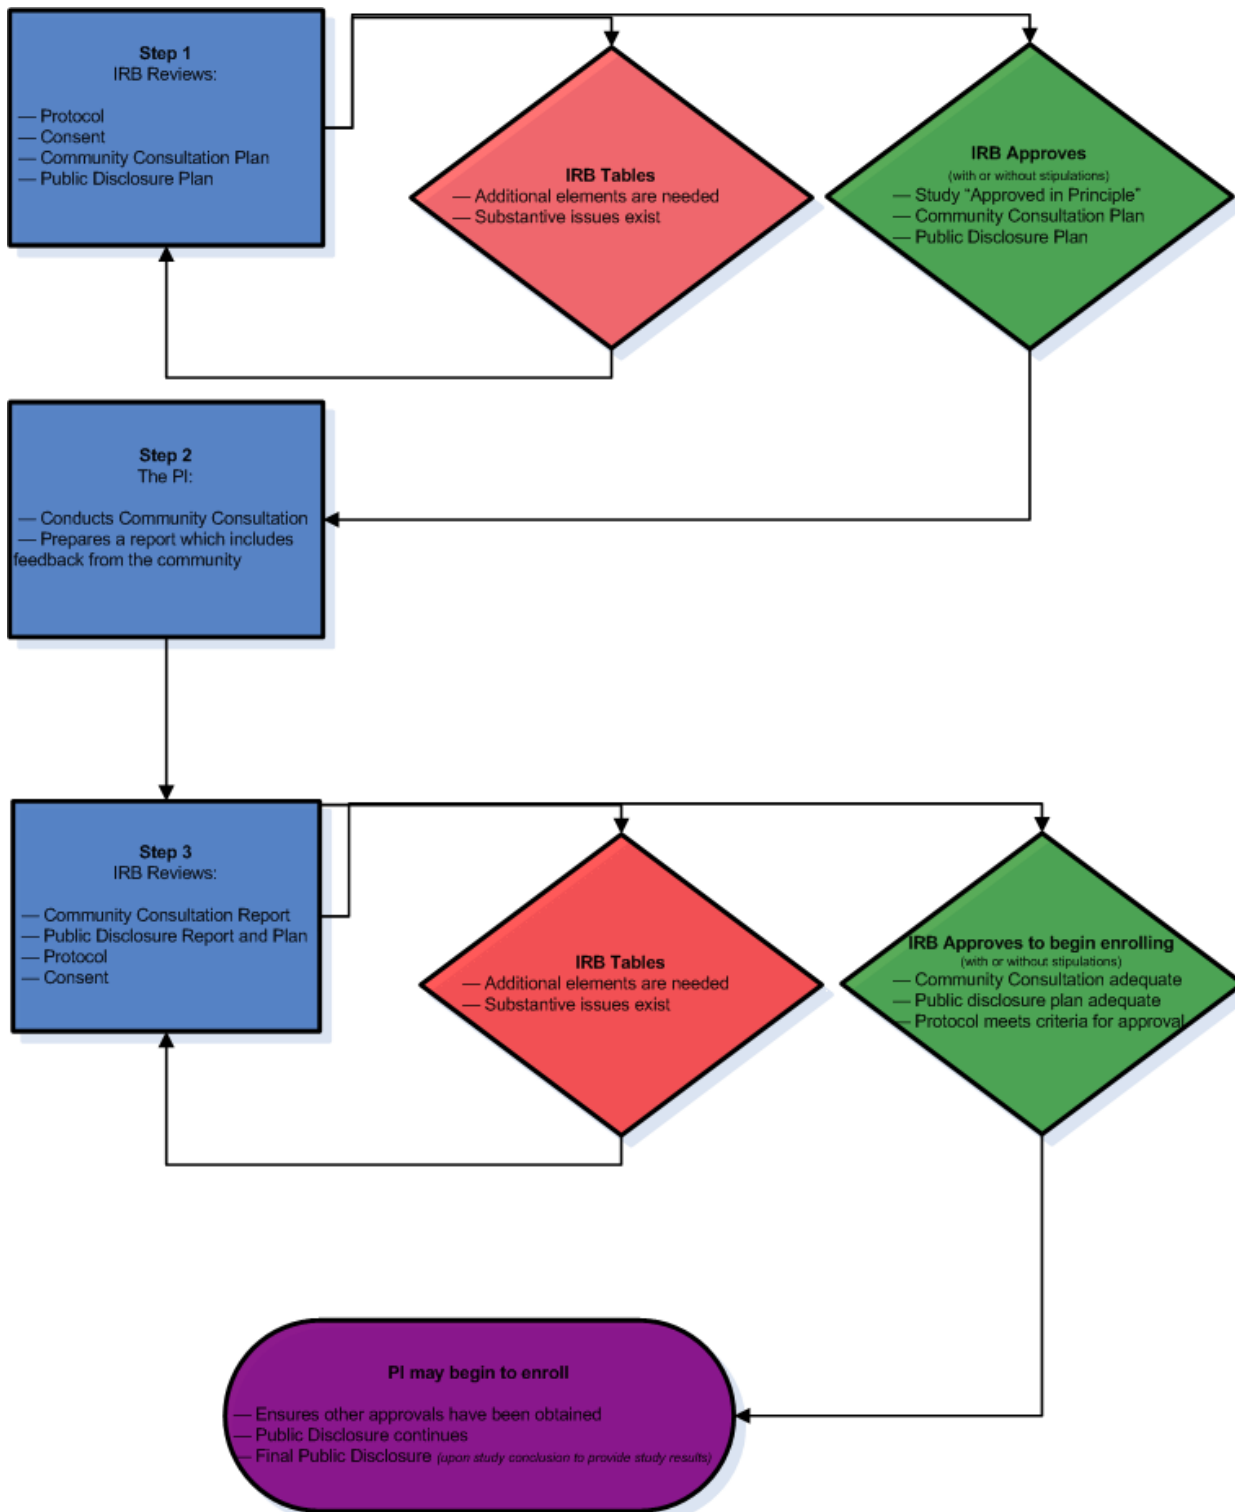 Step 1
IRB Reviews:
— Protocol
— Consent
— Community Consultation Plan
— Public Disclosure Plan
IRB Tables
— Additional elements are needed
— Substantive issues exist
IRB Approves
(with or without stipulations)
— Study “Approved in Principle”
— Community Consultation Plan
— Public Disclosure Plan
Step 2
The PI:
— Conducts Community Consultation
— Prepares a report which includes
feedback from the community
Step 3
IRB Reviews:
— Community Consultation Report
— Public Disclosure Report and Plan
— Protocol
— Consent
IRB Tables
— Additional elements are needed
— Substantive issues exist
IRB Approves to begin enrolling
(with or without stipulations)
— Community Consultation adequate
— Public disclosure plan adequate
— Protocol meets criteria for approval
PI may begin to enroll
— Ensures other approvals have been obtained
— Public Disclosure continues
— Final Public Disclosure (upon study conclusion to provide study results)